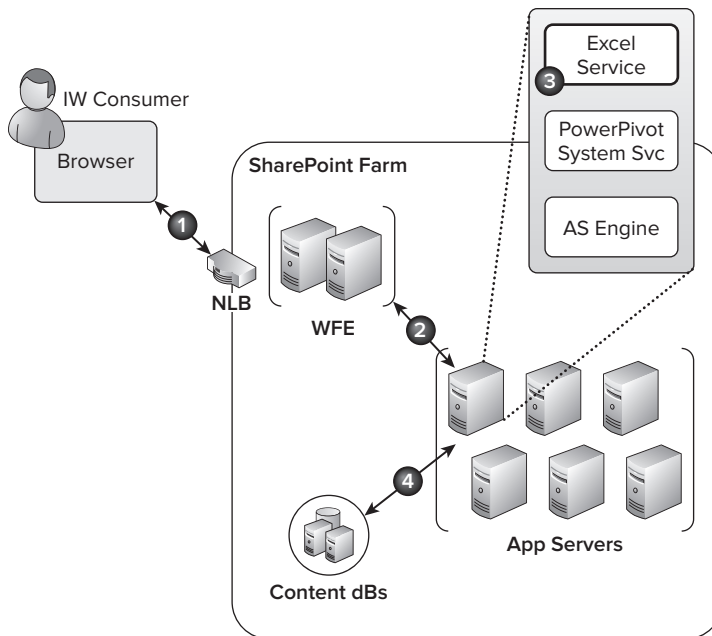 Excel
Service
3
PowerPivot
System Svc
AS Engine
IW Consumer
Browser
1
SharePoint Farm
NLB
WFE
2
4
App Servers
Content dBs